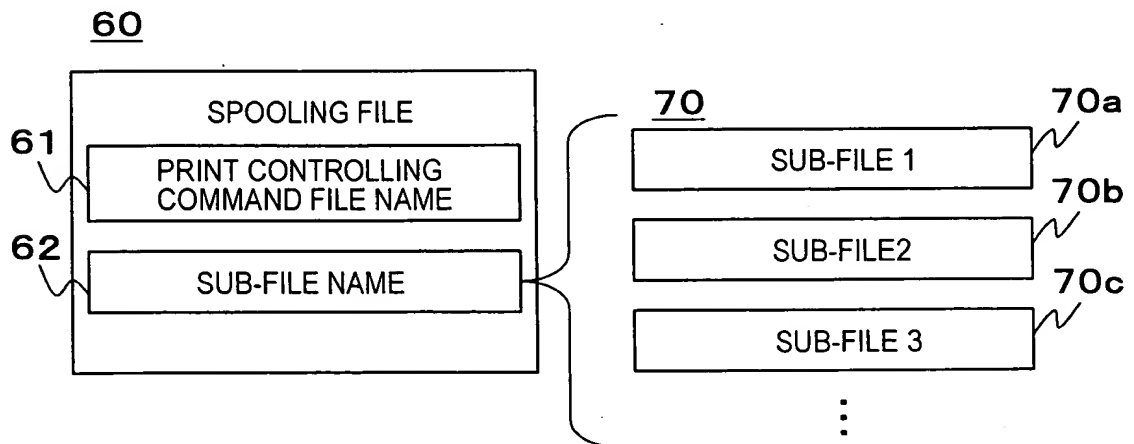 60
SPOOLING FILE
61
PRINT CONTROLLING
COMMAND FILE NAME
62
SUB-FILE NAME
70
70a
SUB-FILE 1
70b
SUB-FILE2
70c
SUB-FILE 3